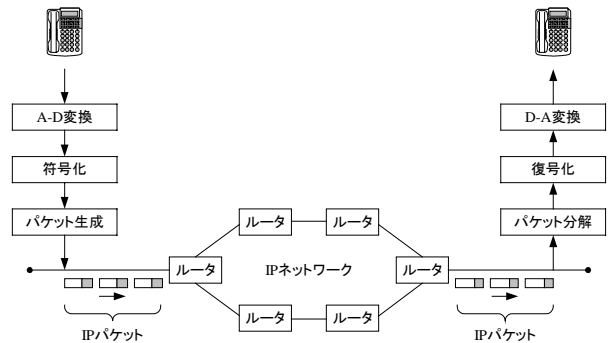 A-D変換
符号化
パケット生成
D-A変換
復号化
パケット分解
ルータ
ルータ
ルータ
IPネットワーク
ルータ
ルータ
ルータ
IPパケット
IPパケット